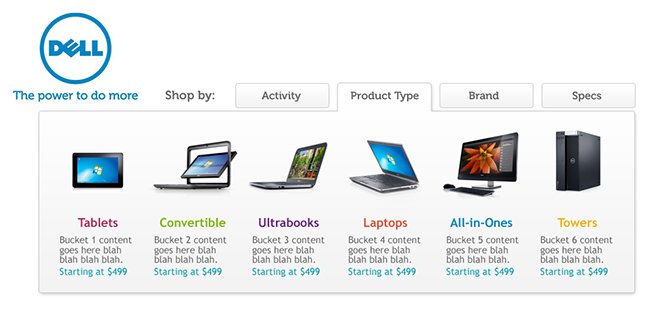 DELL
The power to do more
Shop by:
Activity
Product Type
Brand
Specs
Tablets
Bucket 1 content
goes here blah
blah blah blah.
Starting at $499
Convertible
Bucket 2 content
goes here blah
blah blah blah.
Starting at $499
Ultrabooks
Bucket 3 content
goes here blah
blah blah blah.
Starting at $499
Laptops
Bucket 4 content
goes here blah
blah blah blah.
Starting at $499
All-in-Ones
Bucket 5 content
goes here blah
blah blah blah.
Starting at $499
Towers
Bucket 6 content
goes here blah
blah blah blah.
Starting at $499